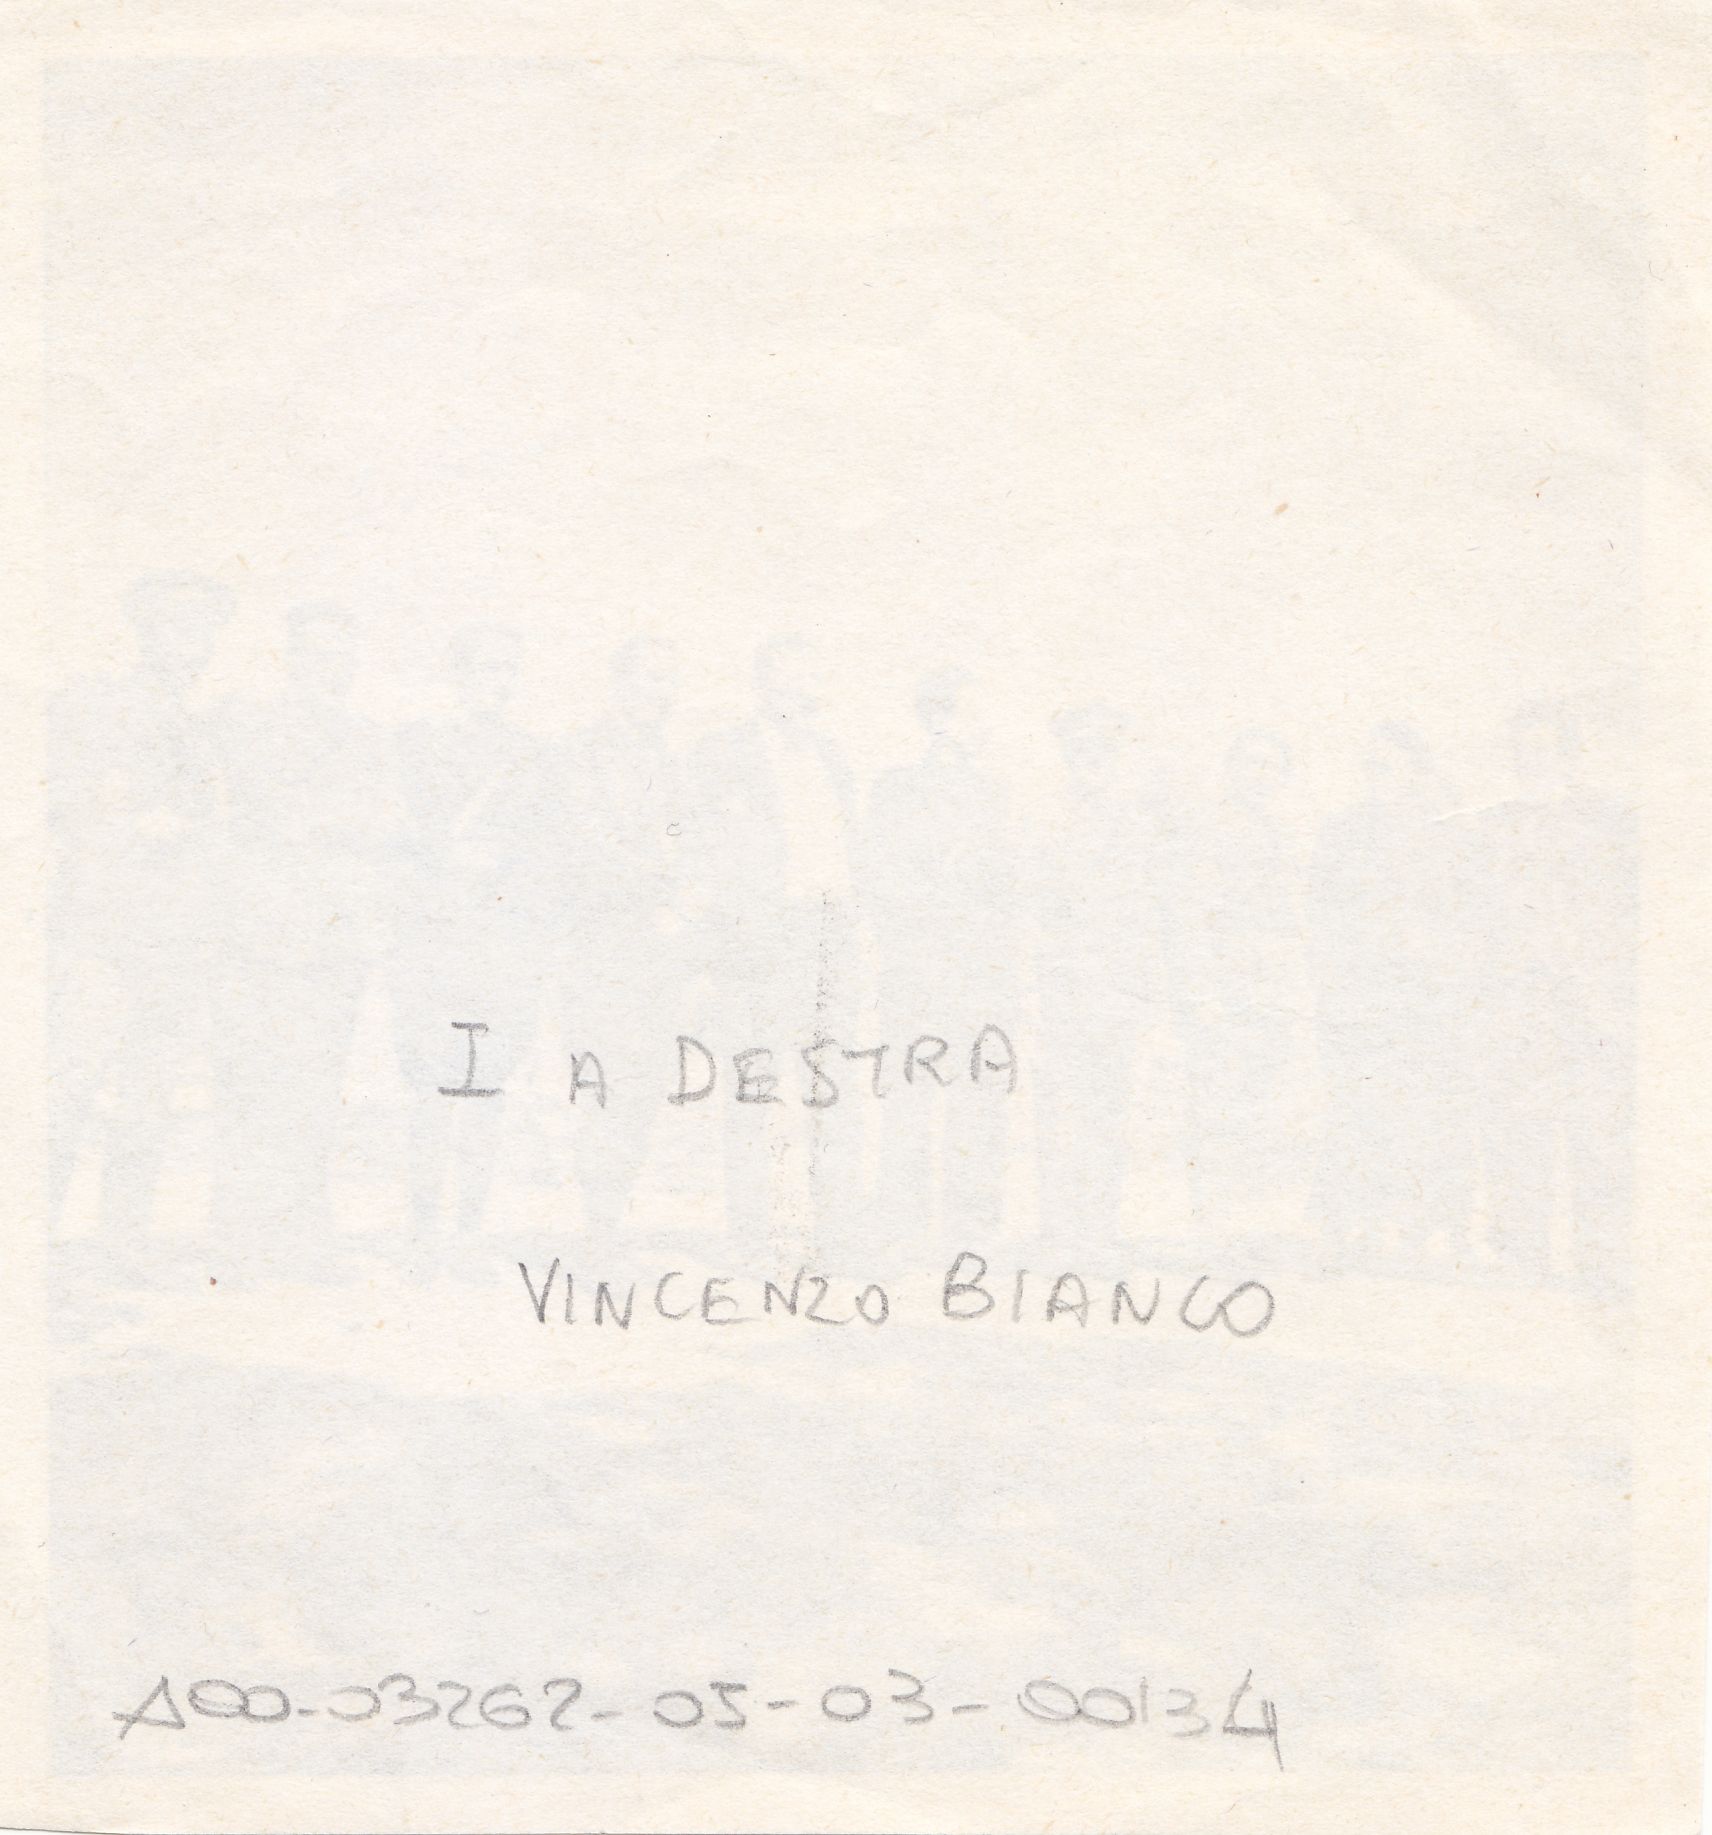 I A DESTRA
VINCENZO BIANCO
A00-03262-05-03-00134